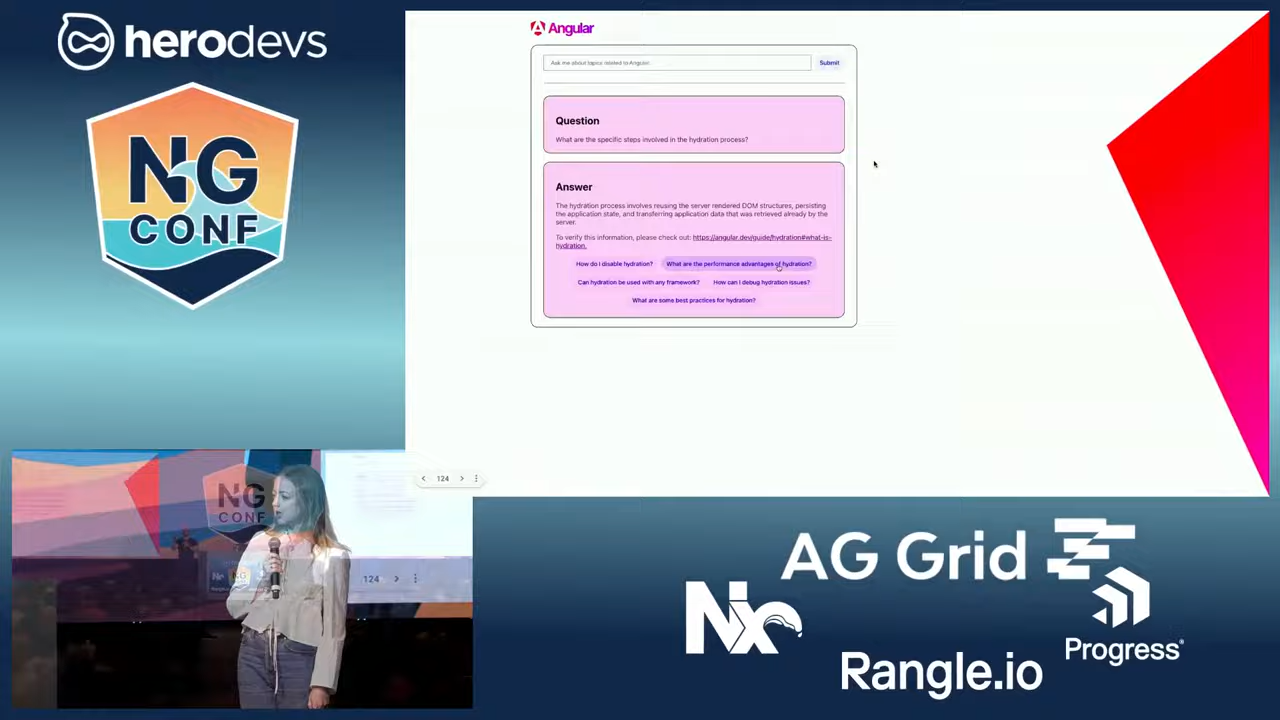 herodevs
NG
CONF
Angular
Ask me about topics related to Angular.
Submit
Question
What are the specific steps involved in the hydration process?
Answer
The hydration process involves reusing the server rendered DOM structures, persisting
the application state, and transferring application data that was retrieved already by the
server.
To verify this information, please check out: https://angular.dev/guide/hydration#what-is-
hydration.
How do I disable hydration?
What are the performance advantages of hydration?
Can hydration be used with any framework?
How can I debug hydration issues?
What are some best practices for hydration?
124
NG
CONF
124
AG Grid
Nx
Progress®
Rangle.io